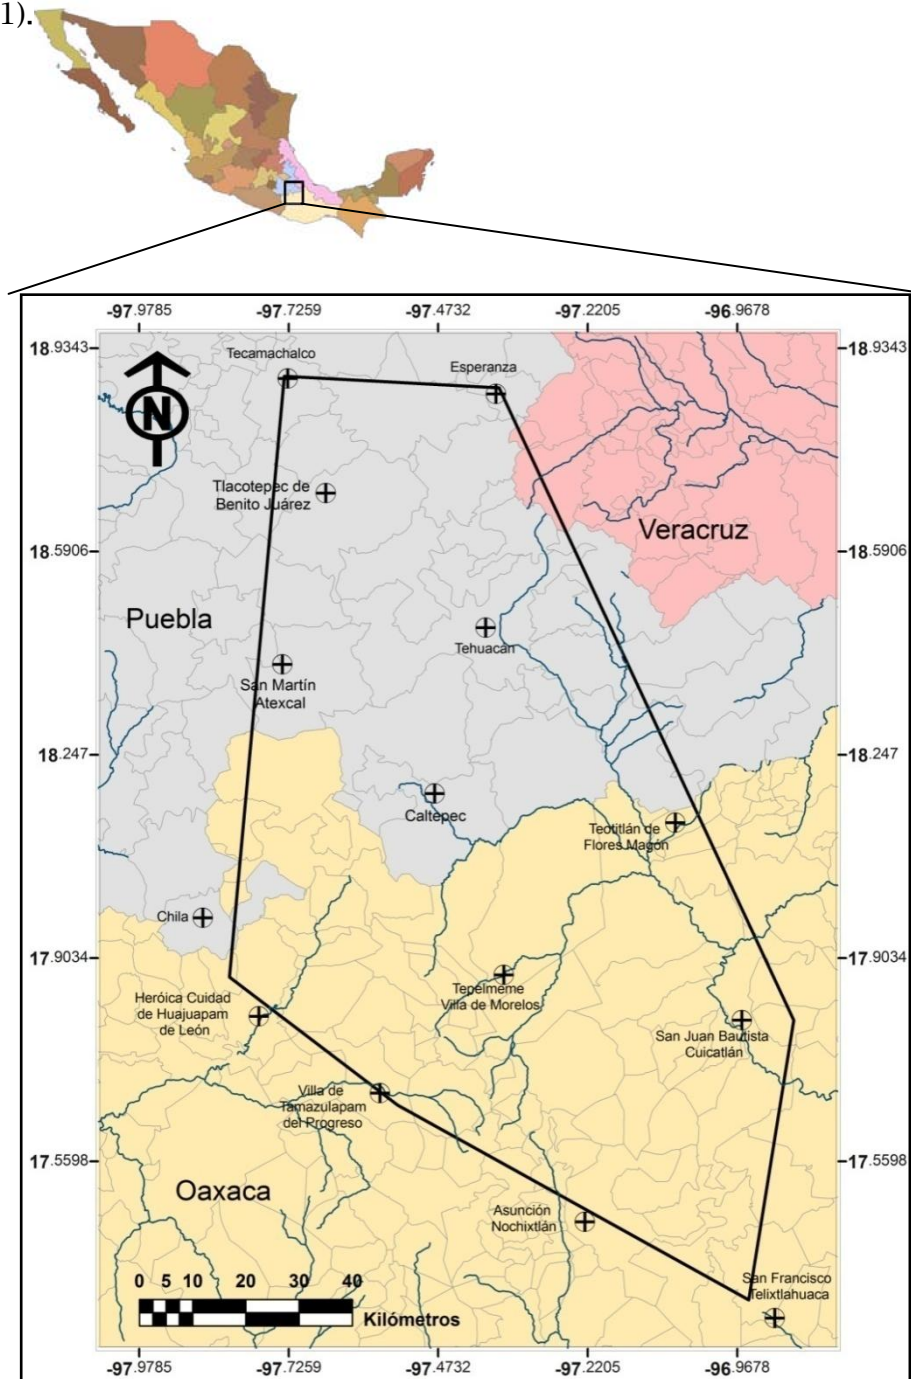 1).
-97.9785 -97.7259 -97.4732 -97.2205 -96.9678
18.9343 18.9343
Tecamachalco
Esperanza
N
Tlacotepec de
Benito Juárez
Veracruz
18.5906 18.5906
Puebla
Tehuacán
San Martín
Atexcal
18.247 18.247
Caltepec
Teotitlán de
Flores Magón
Chila
17.9034 17.9034
Tepelmeme
Villa de Morelos
Heróica Cuidad
de Huajuapam
de León
San Juan Bautista
Cuicatlán
Villa de
Tamazulapam
del Progreso
17.5598 17.5598
Oaxaca
Asunción
Nochixtlán
San Francisco
Telixtlahuaca
0 5 10 20 30 40
Kilómetros
-97.9785 -97.7259 -97.4732 -97.2205 -96.9678